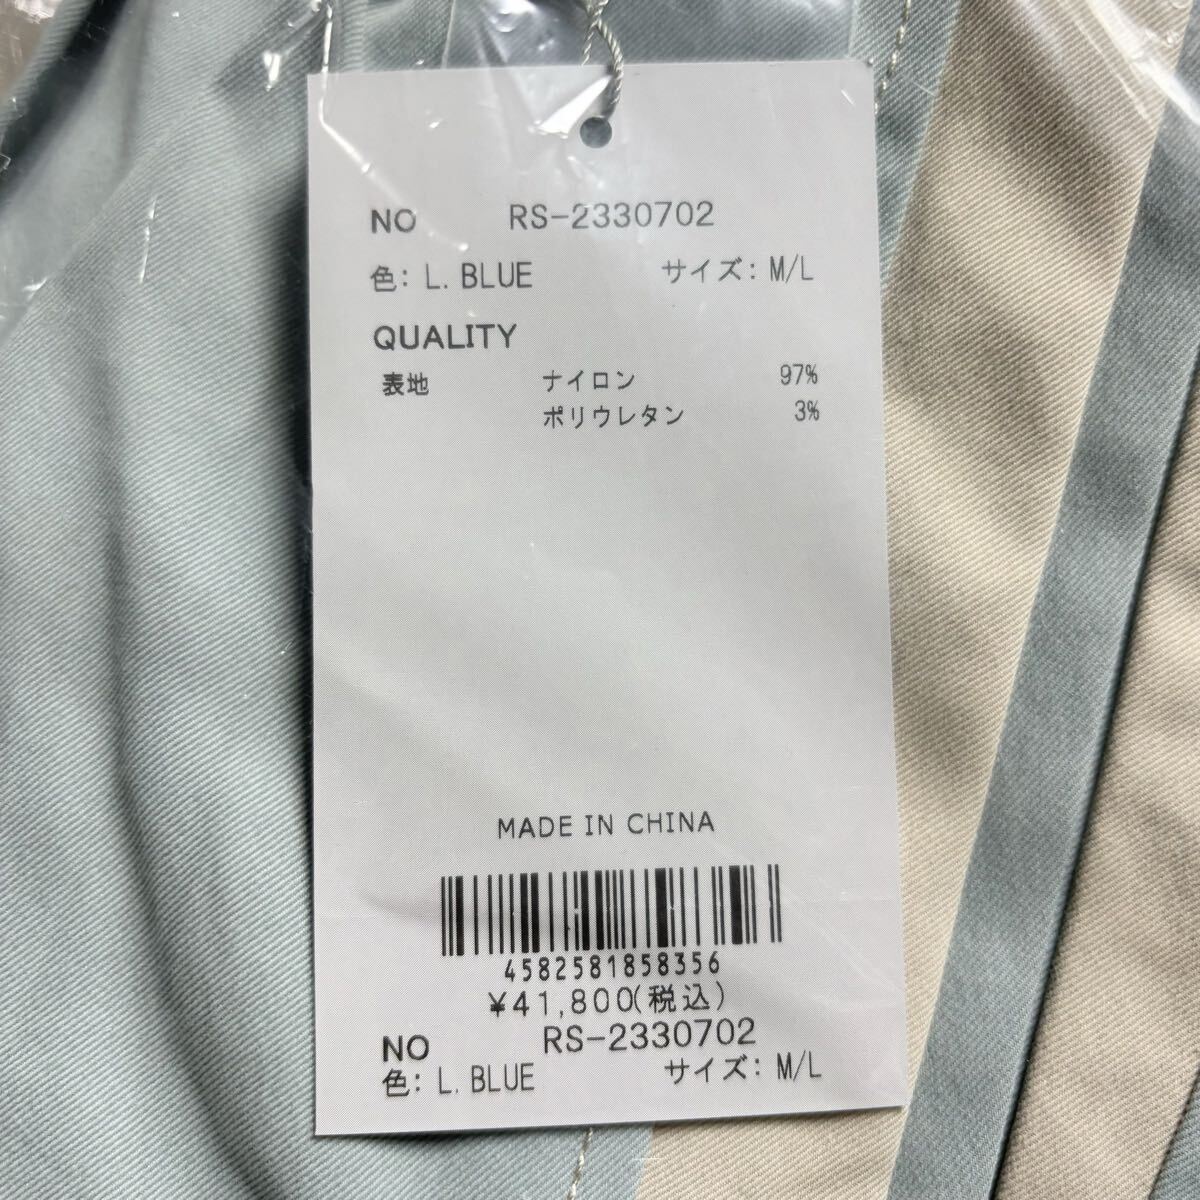 NO RS-2330702
色: L. BLUE サイズ: M/L
QUALITY
表地 ナイロン 97%
ポリウレタン 3%
MADE IN CHINA
4582581858356
¥41,800(税込)
NO RS-2330702
色: L. BLUE サイズ: M/L